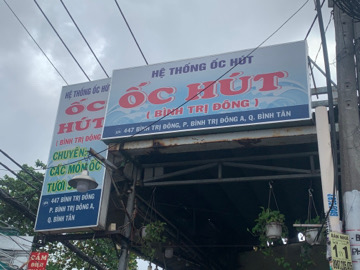 HỆ THỐNG ỐC HÚT
ỐC HÚT
( BÌNH TRỊ ĐÔNG )
447 BÌNH TRỊ ĐÔNG, P. BÌNH TRỊ ĐÔNG A, Q. BÌNH TÂN
HỆ THỐNG ỐC HÚT
ỐC
HÚT
( BÌNH TRỊ ĐÔNG )
CHUYÊN
CÁC MÓN ỐC
TƯƠI
447 BÌNH TRỊ ĐÔNG
P. BÌNH TRỊ ĐÔNG A,
Q. BÌNH TÂN
CẤM